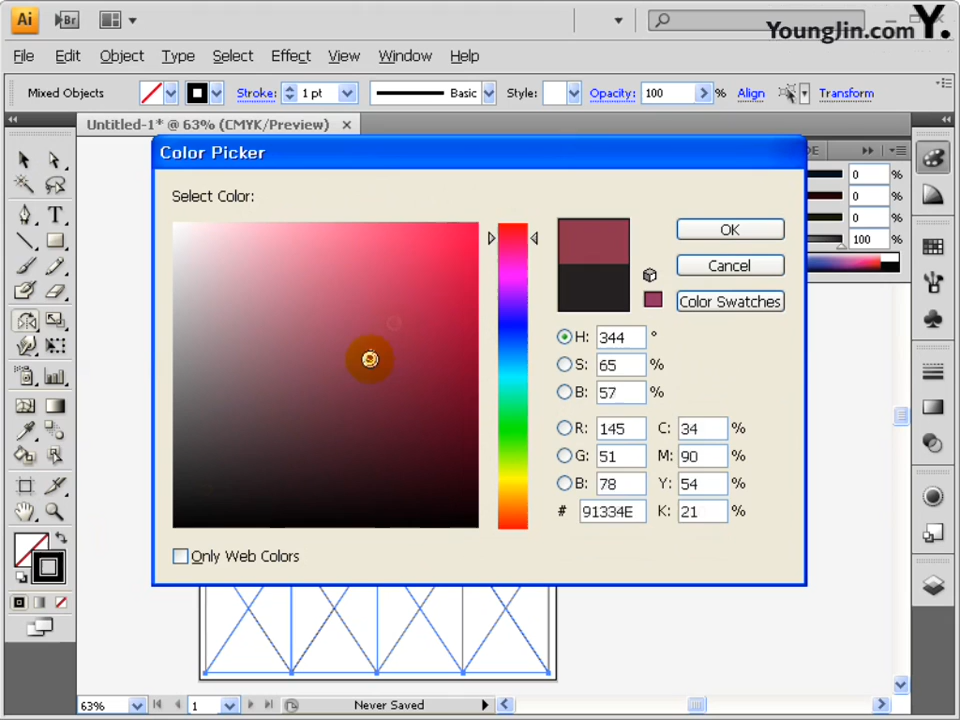 Ai Br
YoungJin.com Y.
File Edit Object Type Select Effect View Window Help
Mixed Objects Stroke: 1 pt Basic Style: Opacity: 100 % Align Transform
Untitled-1* @ 63% (CMYK/Preview)
Color Picker
Select Color:
0 %
0 %
0 %
100 %
OK
Cancel
Color Swatches
H: 344 °
S: 65 %
B: 57 %
R: 145 C: 34 %
G: 51 M: 90 %
B: 78 Y: 54 %
# 91334E K: 21 %
Only Web Colors
63% 1 Never Saved